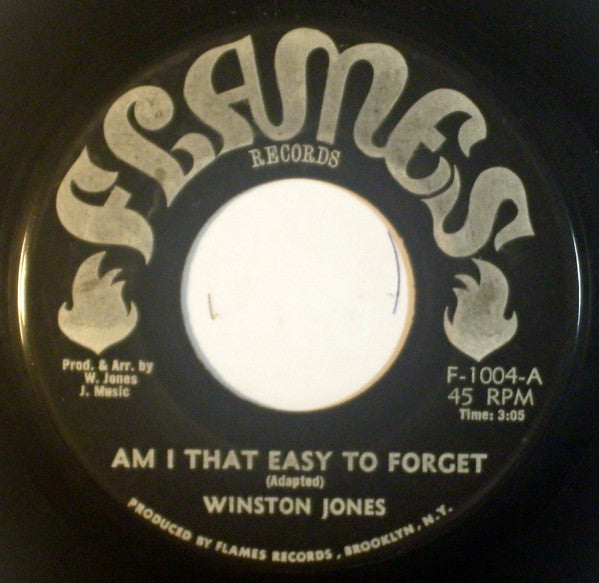 FLAMES
RECORDS
Prod. & Arr. by
W. Jones
J. Music
F-1004-A
45 RPM
Time: 3:05
AM I THAT EASY TO FORGET
(Adapted)
WINSTON JONES
PRODUCED BY FLAMES RECORDS, BROOKLYN, N.Y.